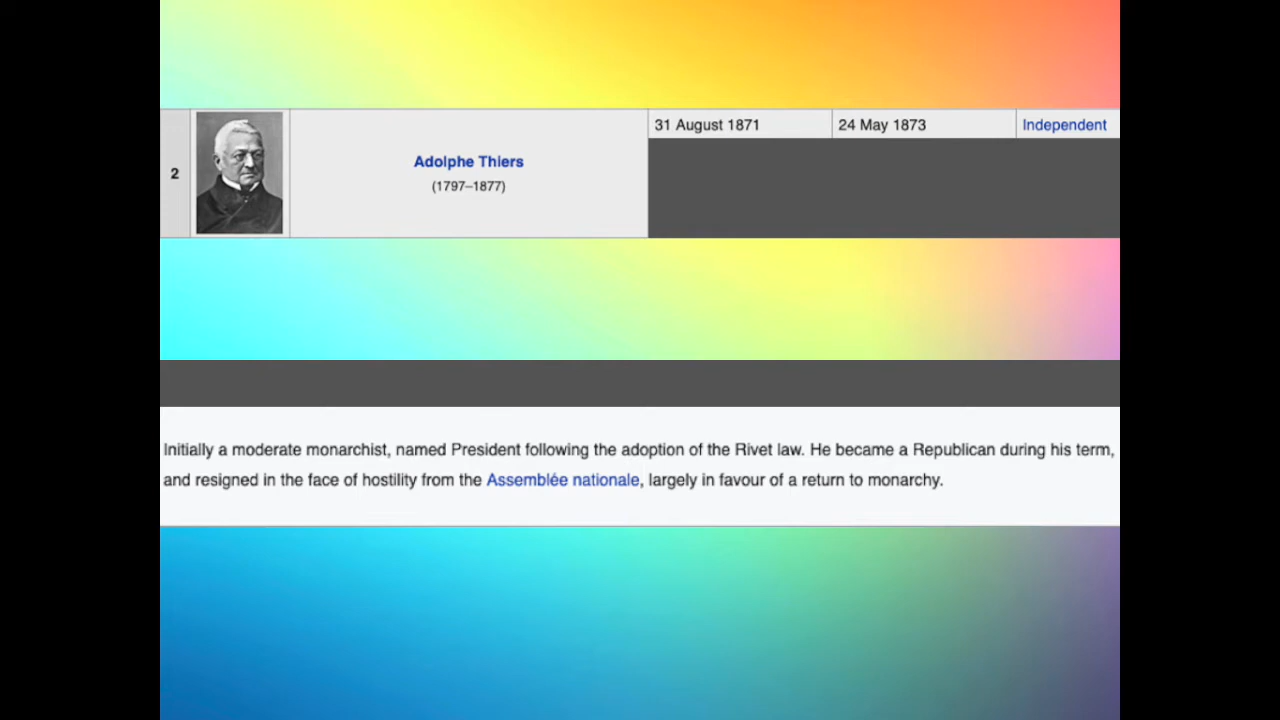 2
Adolphe Thiers
(1797–1877)
31 August 1871
24 May 1873
Independent
Initially a moderate monarchist, named President following the adoption of the Rivet law. He became a Republican during his term,
and resigned in the face of hostility from the Assemblée nationale, largely in favour of a return to monarchy.